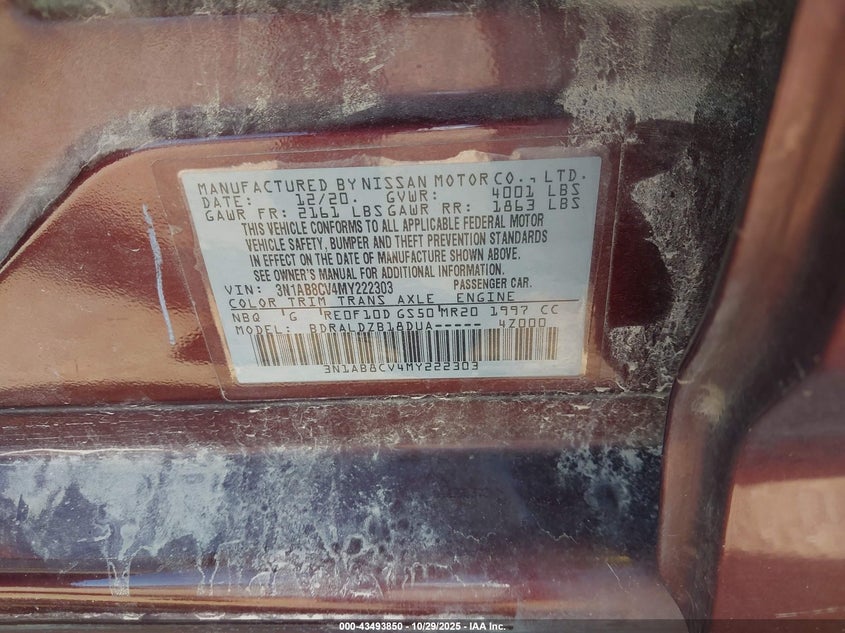 MANUFACTURED BY NISSAN MOTOR CO., LTD.
DATE: 12/20. GVWR: 4001 LBS
GAWR FR: 2161 LBS GAWR RR: 1863 LBS
THIS VEHICLE CONFORMS TO ALL APPLICABLE FEDERAL MOTOR
VEHICLE SAFETY, BUMPER AND THEFT PREVENTION STANDARDS
IN EFFECT ON THE DATE OF MANUFACTURE SHOWN ABOVE.
SEE OWNER'S MANUAL FOR ADDITIONAL INFORMATION.
VIN: 3N1AB8CV4MY222303 PASSENGER CAR.
COLOR TRIM TRANS AXLE ENGINE
NBQ G RE0F10D GS50 MR20 1997 CC
MODEL: BDRALDZB18DUA----- 4Z000
3N1AB8CV4MY222303
000-43493850 - 10/29/2025 - IAA Inc.